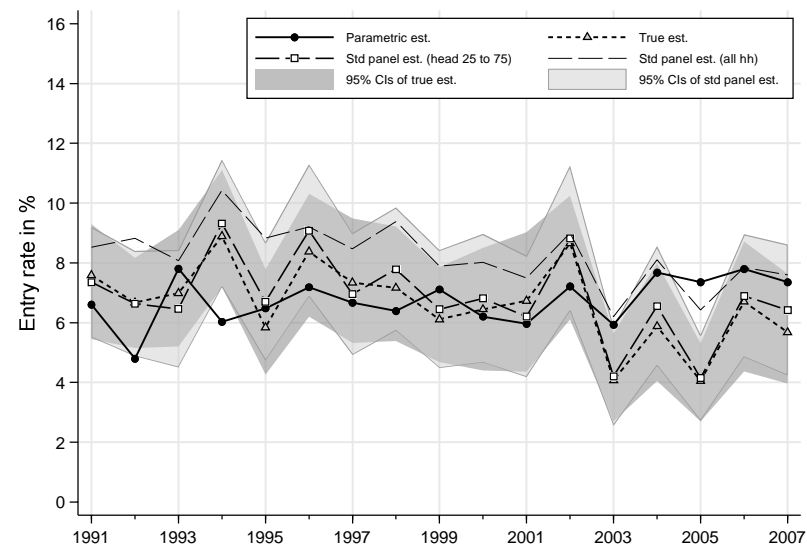 Parametric est. True est.
Std panel est. (head 25 to 75) Std panel est. (all hh)
95% CIs of true est. 95% CIs of std panel est.
Entry rate in %
16
14
12
10
8
6
4
2
0
1991 1993 1995 1997 1999 2001 2003 2005 2007